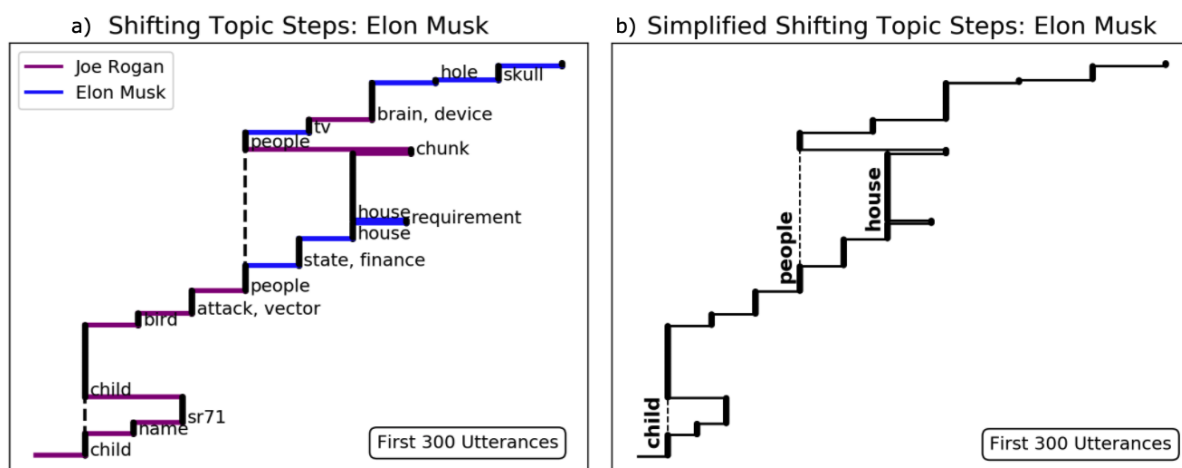 a) Shifting Topic Steps: Elon Musk
Joe Rogan
Elon Musk
hole
skull
brain, device
tv
people
chunk
house
requirement
house
state, finance
people
attack, vector
bird
child
sr71
name
child
First 300 Utterances
b) Simplified Shifting Topic Steps: Elon Musk
house
people
child
First 300 Utterances